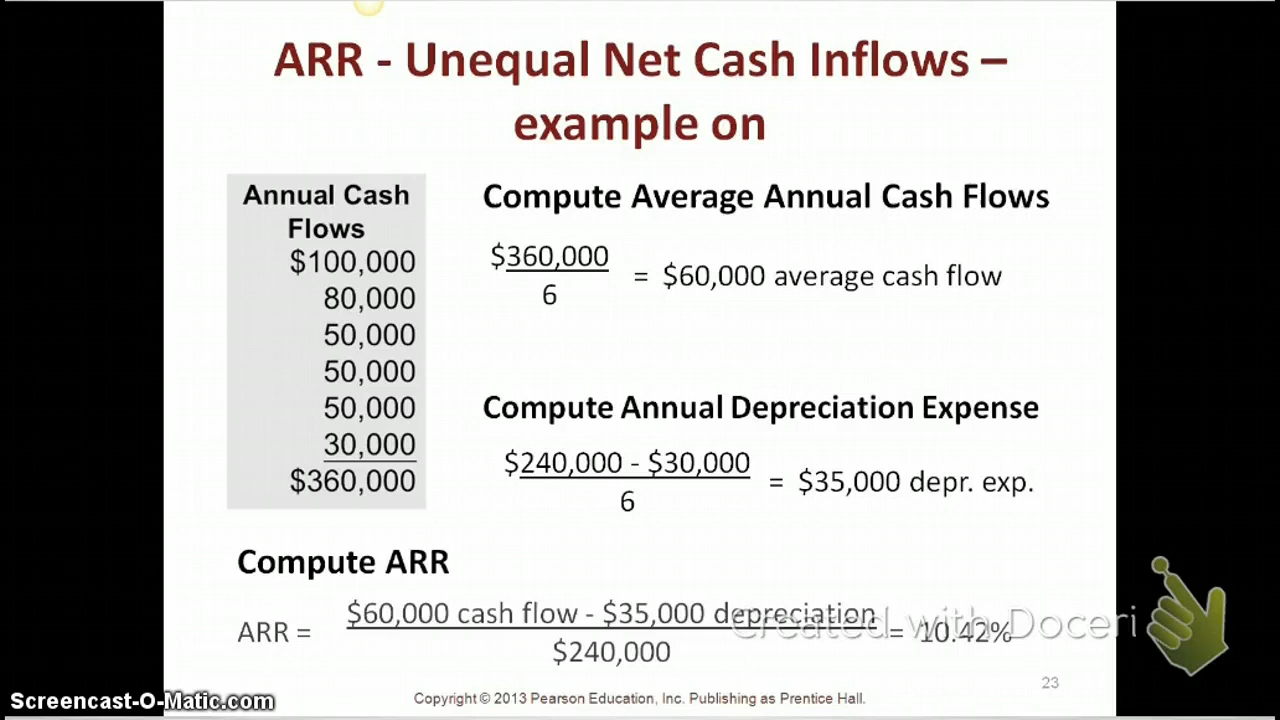 ARR - Unequal Net Cash Inflows –
example on
Annual Cash
Flows
$100,000
80,000
50,000
50,000
50,000
30,000
$360,000
Compute Average Annual Cash Flows
$360,000
6
= $60,000 average cash flow
Compute Annual Depreciation Expense
$240,000 - $30,000
6
= $35,000 depr. exp.
Compute ARR
ARR =
$60,000 cash flow - $35,000 depreciation
$240,000
= 10.42%
Created with Doceri
23
Screencast-O-Matic.com
Copyright © 2013 Pearson Education, Inc. Publishing as Prentice Hall.